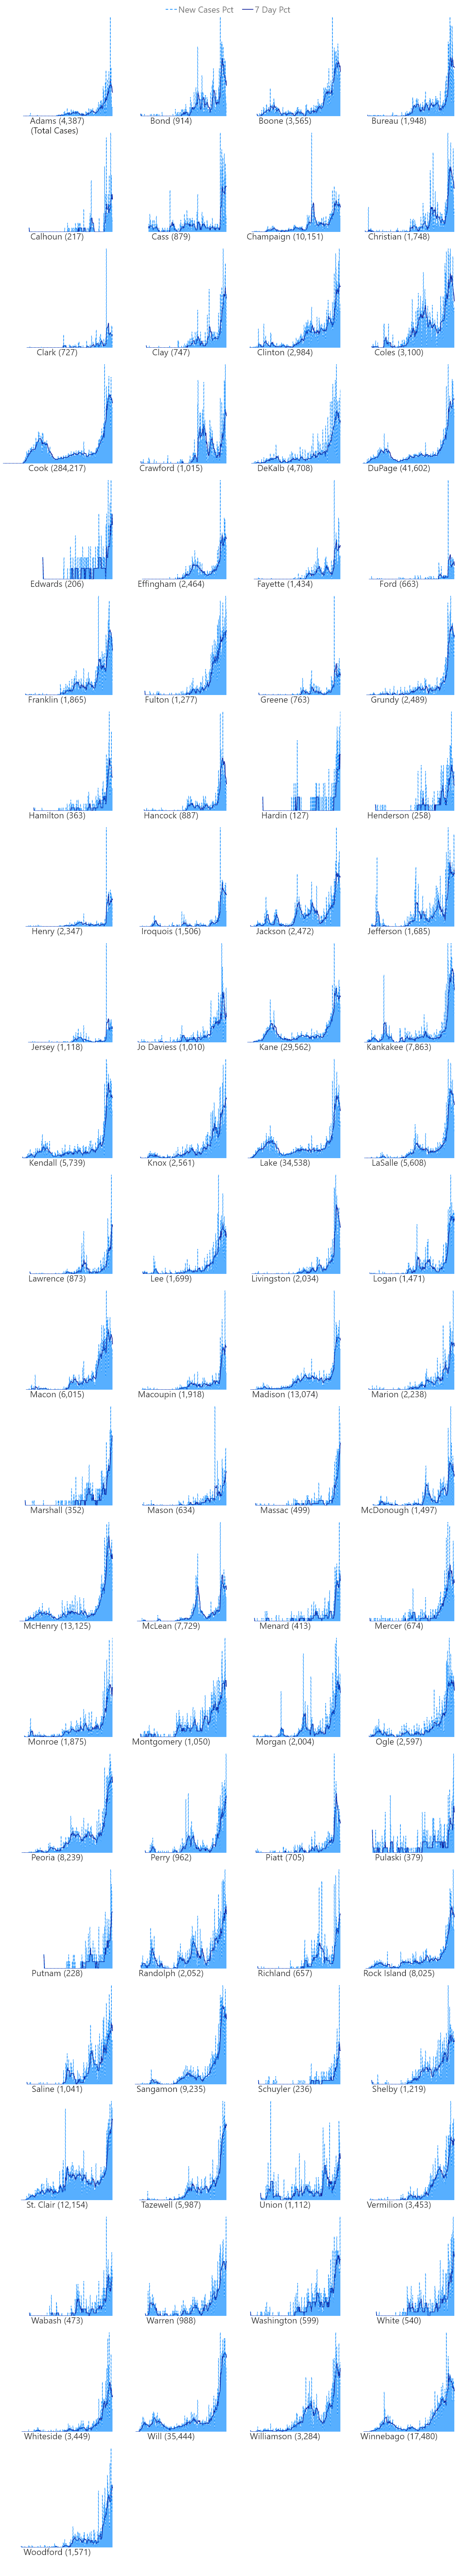 New Cases Pct 7 Day Pct
Adams (4,387) Bond (914) Boone (3,565) Bureau (1,948)
(Total Cases)
Calhoun (217) Cass (879) Champaign (10,151) Christian (1,748)
Clark (727) Clay (747) Clinton (2,984) Coles (3,100)
Cook (284,217) Crawford (1,015) DeKalb (4,708) DuPage (41,602)
Edwards (206) Effingham (2,464) Fayette (1,434) Ford (663)
Franklin (1,865) Fulton (1,277) Greene (763) Grundy (2,489)
Hamilton (363) Hancock (887) Hardin (127) Henderson (258)
Henry (2,347) Iroquois (1,506) Jackson (2,472) Jefferson (1,685)
Jersey (1,118) Jo Daviess (1,010) Kane (29,562) Kankakee (7,863)
Kendall (5,739) Knox (2,561) Lake (34,538) LaSalle (5,608)
Lawrence (873) Lee (1,699) Livingston (2,034) Logan (1,471)
Macon (6,015) Macoupin (1,918) Madison (13,074) Marion (2,238)
Marshall (352) Mason (634) Massac (499) McDonough (1,497)
McHenry (13,125) McLean (7,729) Menard (413) Mercer (674)
Monroe (1,875) Montgomery (1,050) Morgan (2,004) Ogle (2,597)
Peoria (8,239) Perry (962) Piatt (705) Pulaski (379)
Putnam (228) Randolph (2,052) Richland (657) Rock Island (8,025)
Saline (1,041) Sangamon (9,235) Schuyler (236) Shelby (1,219)
St. Clair (12,154) Tazewell (5,987) Union (1,112) Vermilion (3,453)
Wabash (473) Warren (988) Washington (599) White (540)
Whiteside (3,449) Will (35,444) Williamson (3,284) Winnebago (17,480)
Woodford (1,571)